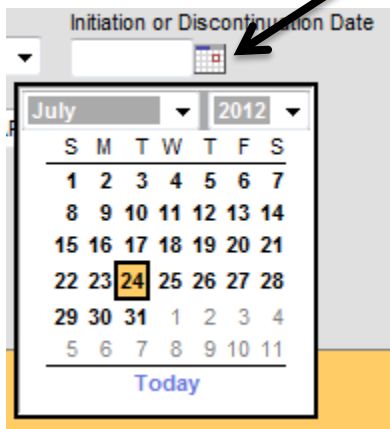 Initiation or Discontinuation Date
July 2012
S M T W T F S
1 2 3 4 5 6 7
8 9 10 11 12 13 14
15 16 17 18 19 20 21
22 23 24 25 26 27 28
29 30 31 1 2 3 4
5 6 7 8 9 10 11
Today